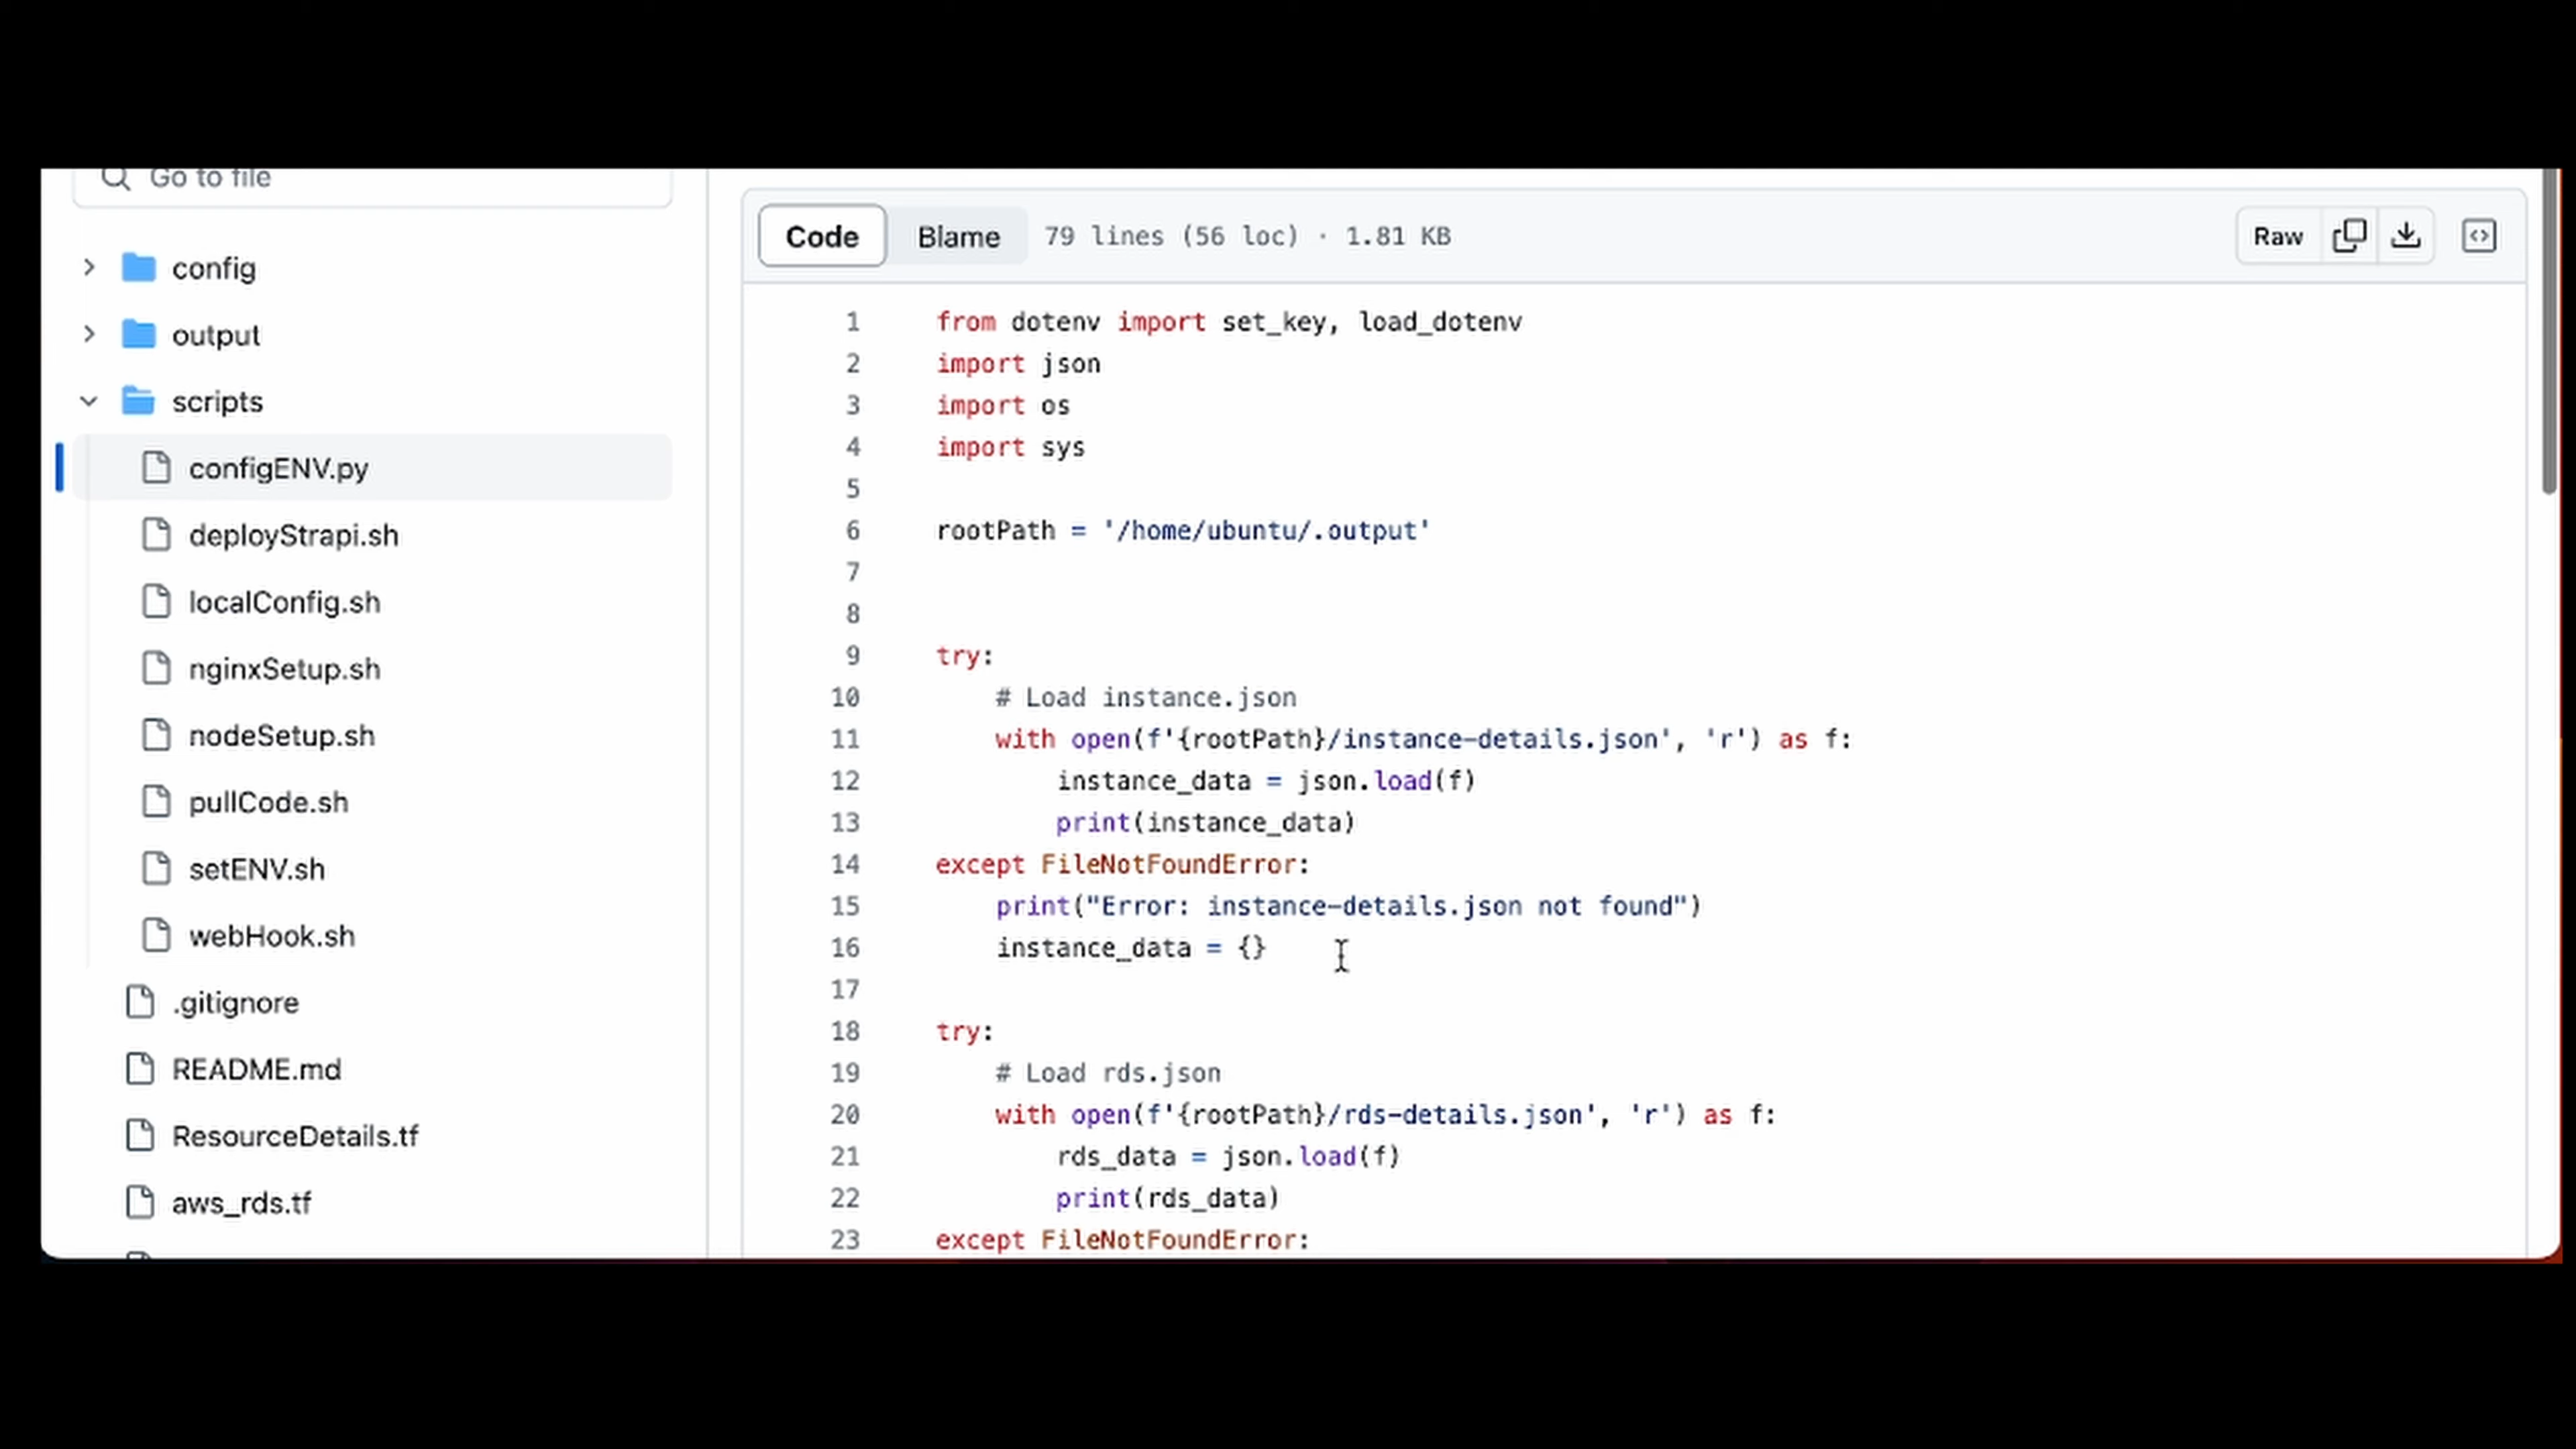 Go to file
config
output
scripts
configENV.py
deployStrapi.sh
localConfig.sh
nginxSetup.sh
nodeSetup.sh
pullCode.sh
setENV.sh
webHook.sh
.gitignore
README.md
ResourceDetails.tf
aws_rds.tf
Code Blame 79 lines (56 loc) · 1.81 KB Raw
1 from dotenv import set_key, load_dotenv
2 import json
3 import os
4 import sys
5
6 rootPath = '/home/ubuntu/.output'
7
8
9 try:
10     # Load instance.json
11     with open(f'{rootPath}/instance-details.json', 'r') as f:
12         instance_data = json.load(f)
13         print(instance_data)
14 except FileNotFoundError:
15     print("Error: instance-details.json not found")
16     instance_data = {}
17
18 try:
19     # Load rds.json
20     with open(f'{rootPath}/rds-details.json', 'r') as f:
21         rds_data = json.load(f)
22         print(rds_data)
23 except FileNotFoundError: